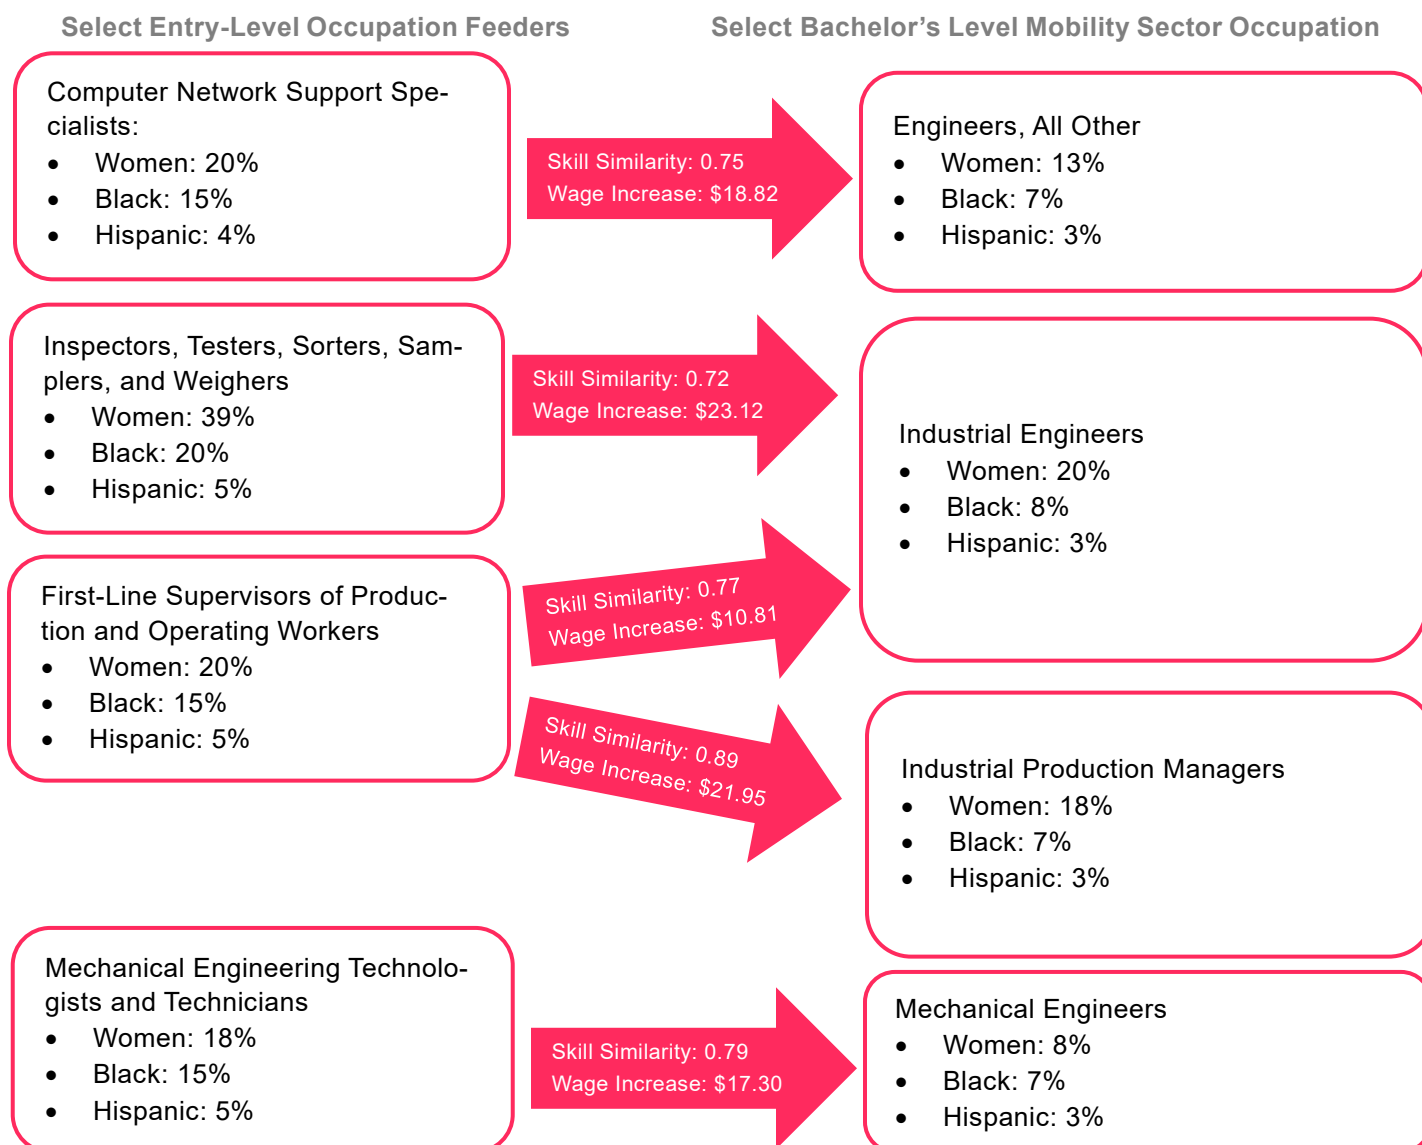 Select Entry-Level Occupation Feeders
Select Bachelor’s Level Mobility Sector Occupation
Computer Network Support Spe-
cialists:
• Women: 20%
• Black: 15%
• Hispanic: 4%
Skill Similarity: 0.75
Wage Increase: $18.82
Engineers, All Other
• Women: 13%
• Black: 7%
• Hispanic: 3%
Inspectors, Testers, Sorters, Sam-
plers, and Weighers
• Women: 39%
• Black: 20%
• Hispanic: 5%
Skill Similarity: 0.72
Wage Increase: $23.12
Industrial Engineers
• Women: 20%
• Black: 8%
• Hispanic: 3%
First-Line Supervisors of Produc-
tion and Operating Workers
• Women: 20%
• Black: 15%
• Hispanic: 5%
Skill Similarity: 0.77
Wage Increase: $10.81
Skill Similarity: 0.89
Wage Increase: $21.95
Industrial Production Managers
• Women: 18%
• Black: 7%
• Hispanic: 3%
Mechanical Engineering Technolo-
gists and Technicians
• Women: 18%
• Black: 15%
• Hispanic: 5%
Skill Similarity: 0.79
Wage Increase: $17.30
Mechanical Engineers
• Women: 8%
• Black: 7%
• Hispanic: 3%